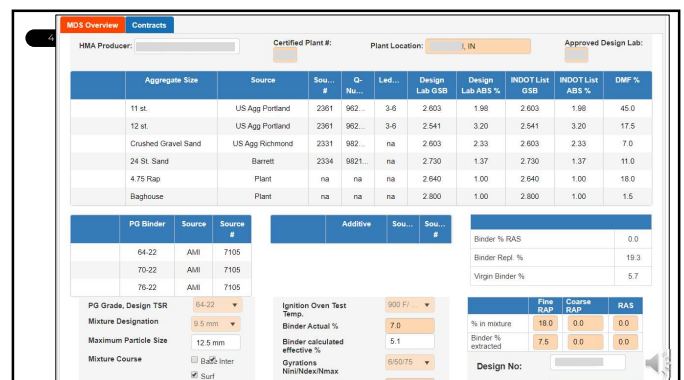 4
MDS Overview Contracts
HMA Producer: Certified Plant #: Plant Location: I, IN Approved Design Lab:
Aggregate Size Source Sou... # Q-Nu... Led... Design Lab GSB Design Lab ABS % INDOT List GSB INDOT List ABS % DMF %
11 st. US Agg Portland 2361 962... 3-6 2.603 1.98 2.603 1.98 45.0
12 st. US Agg Portland 2361 962... 3-6 2.541 3.20 2.541 3.20 17.5
Crushed Gravel Sand US Agg Richmond 2331 982... na 2.603 2.33 2.603 2.33 7.0
24 St. Sand Barrett 2334 9821... na 2.730 1.37 2.730 1.37 11.0
4.75 Rap Plant na na na 2.640 1.00 2.640 1.00 18.0
Baghouse Plant na na na 2.800 1.00 2.800 1.00 1.5
PG Binder Source Source #
64-22 AMI 7105
70-22 AMI 7105
76-22 AMI 7105
Additive Sou... Sou... #
Binder % RAS 0.0
Binder Repl. % 19.3
Virgin Binder % 5.7
PG Grade, Design TSR 64-22
Mixture Designation 9.5 mm
Maximum Particle Size 12.5 mm
Mixture Course Inter
Surf
Ignition Oven Test Temp. 900 F/ ...
Binder Actual % 7.0
Binder calculated effective % 5.1
Gyrations Nini/Ndex/Nmax 6/50/75
Fine RAP Coarse RAP RAS
% in mixture 18.0 0.0 0.0
Binder % extracted 7.5 0.0 0.0
Design No: